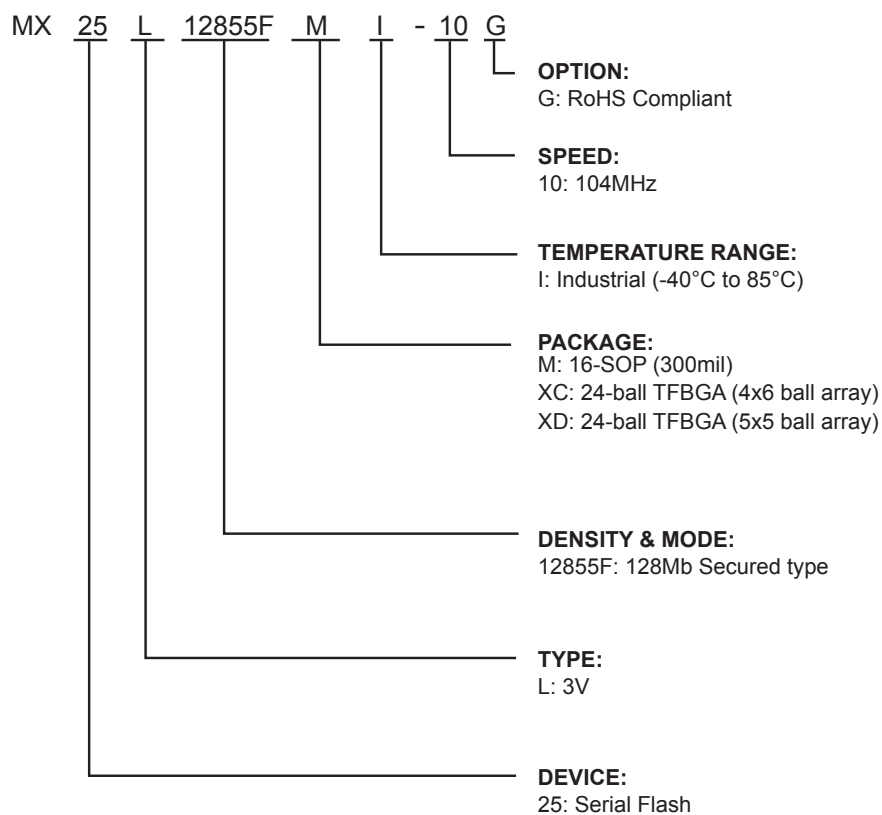 MX 25 L 12855F M I - 10 G
OPTION:
G: RoHS Compliant
SPEED:
10: 104MHz
TEMPERATURE RANGE:
I: Industrial (-40°C to 85°C)
PACKAGE:
M: 16-SOP (300mil)
XC: 24-ball TFBGA (4x6 ball array)
XD: 24-ball TFBGA (5x5 ball array)
DENSITY & MODE:
12855F: 128Mb Secured type
TYPE:
L: 3V
DEVICE:
25: Serial Flash